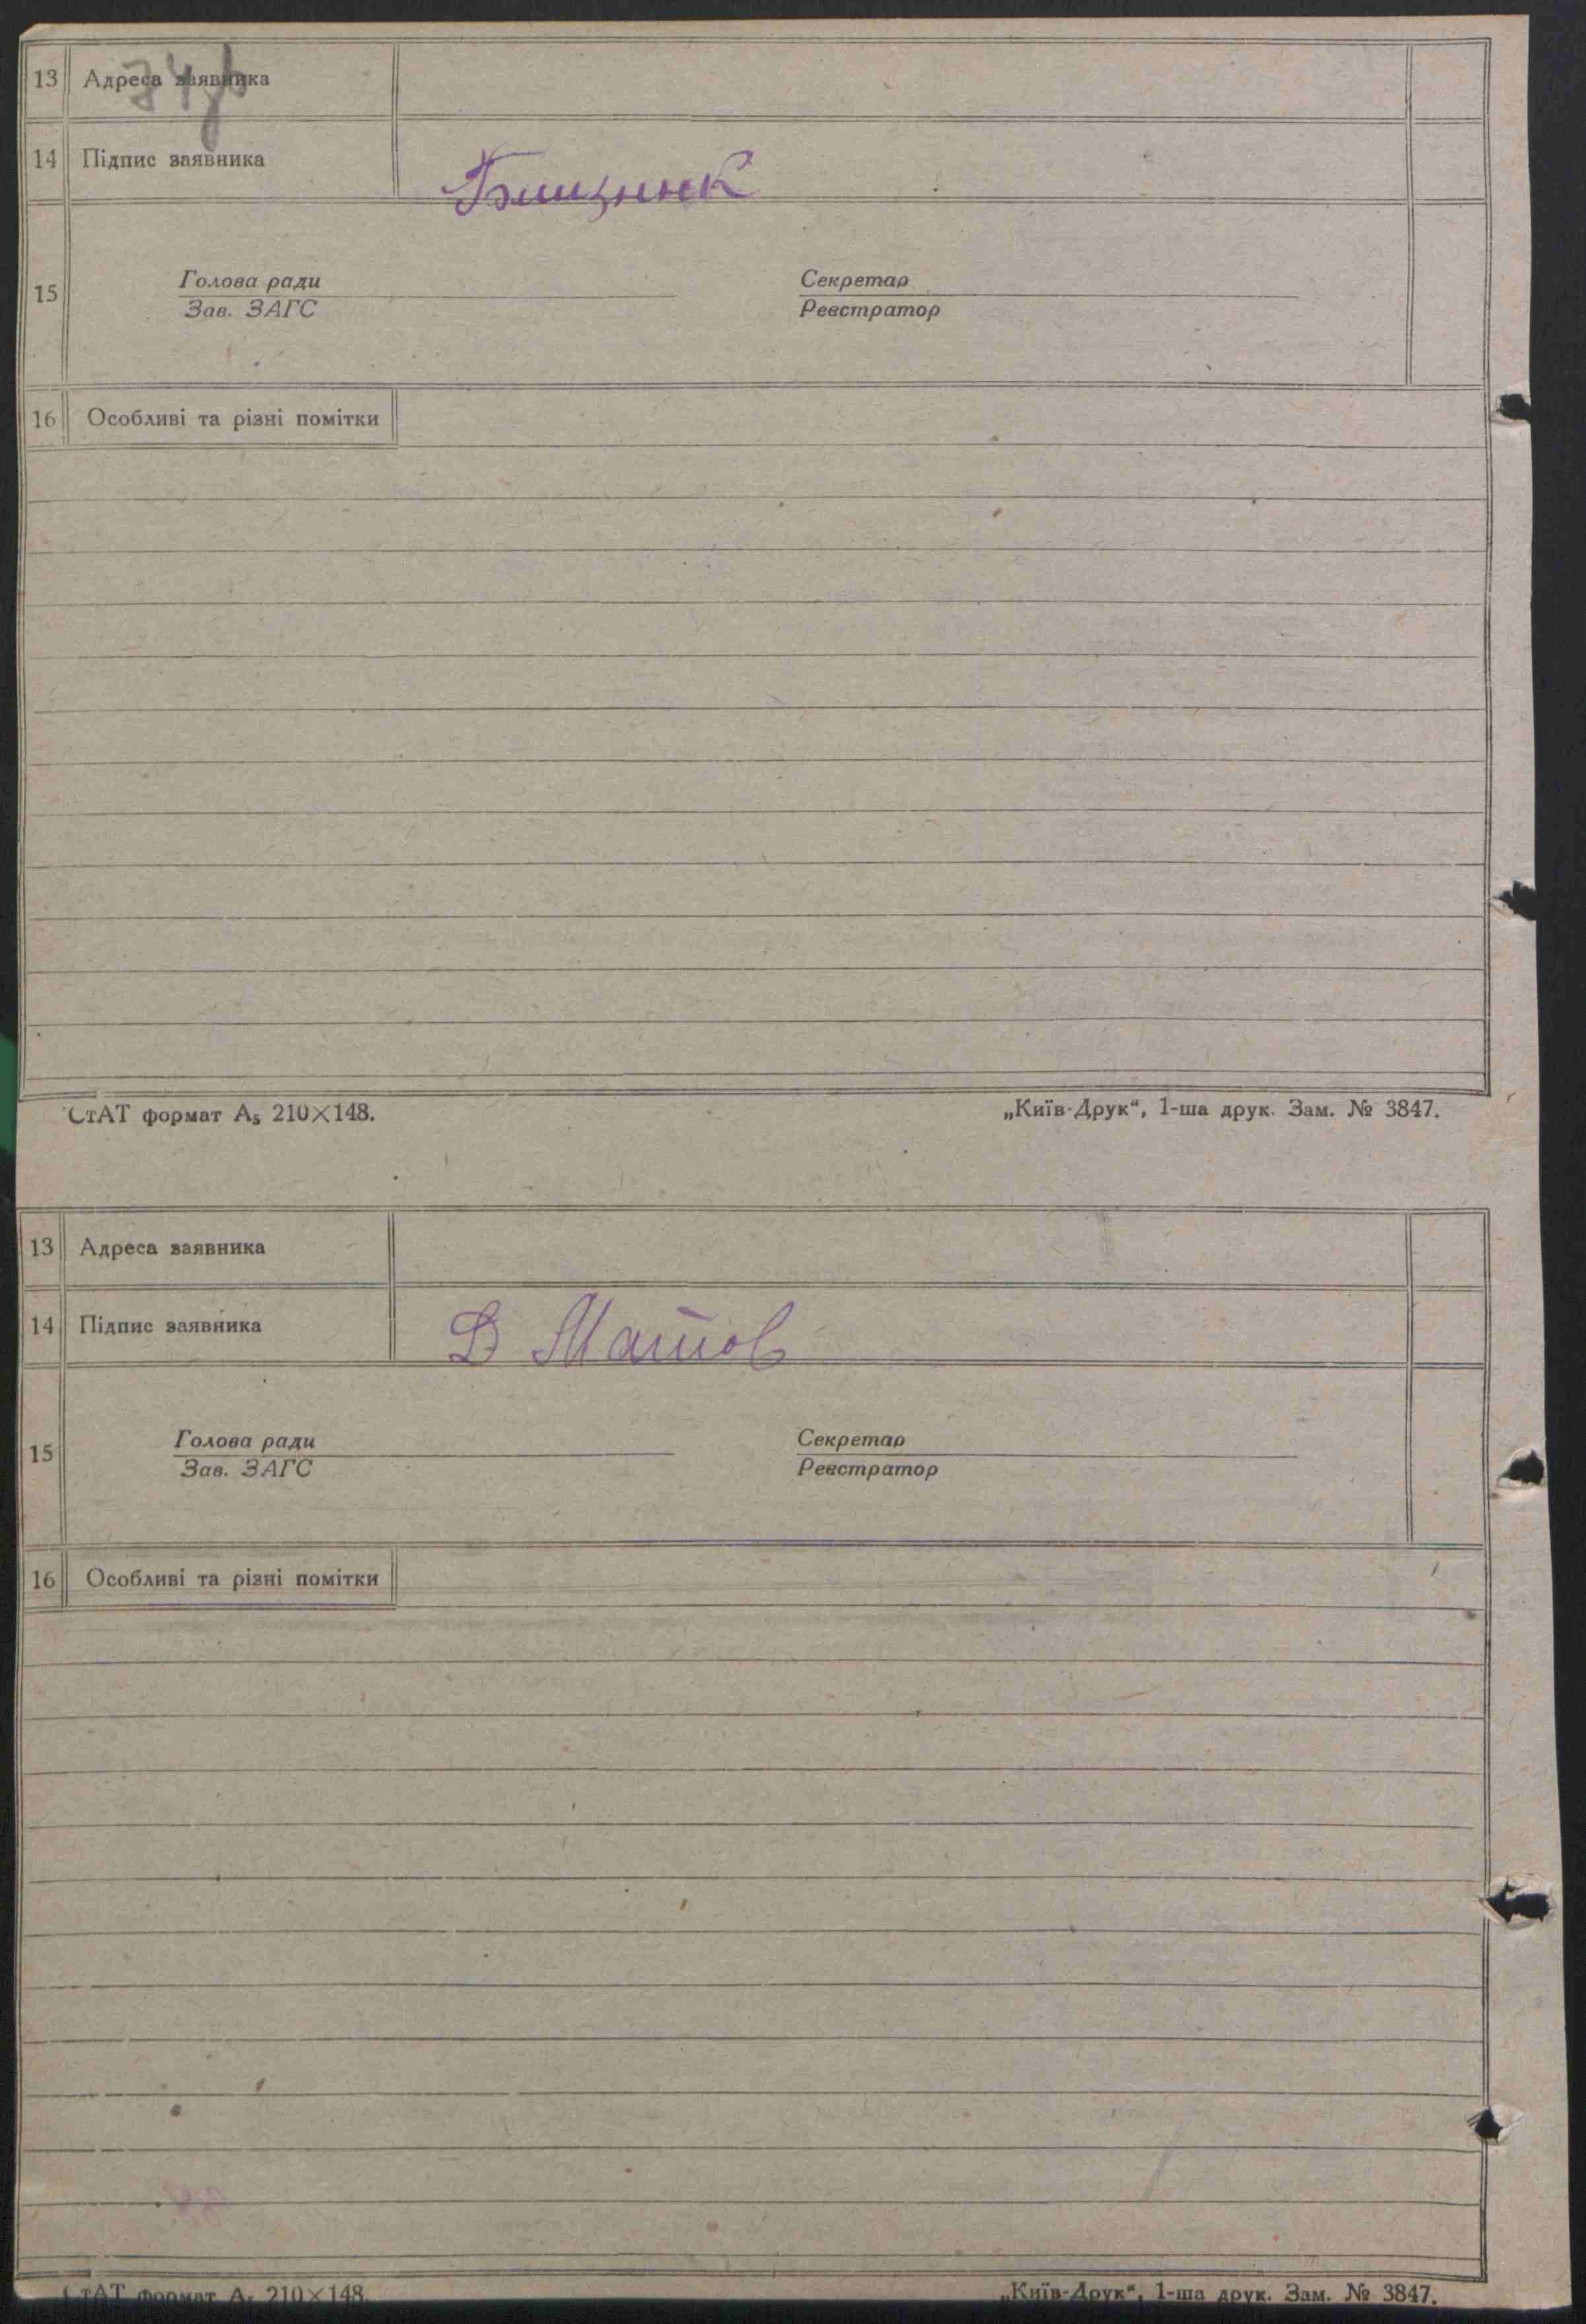 13 Адреса заявника
14 Підпис заявника Близнюк
15 Голова ради Секретар
Зав. ЗАГС Реєстратор
16 Особливі та різні помітки
СтАТ формат А₅ 210×148. „Київ-Друк“, 1-ша друк. Зам. № 3847.
13 Адреса заявника
14 Підпис заявника Д Матов
15 Голова ради Секретар
Зав. ЗАГС Реєстратор
16 Особливі та різні помітки
СтАТ формат А₅ 210×148. „Київ-Друк“, 1-ша друк. Зам. № 3847.